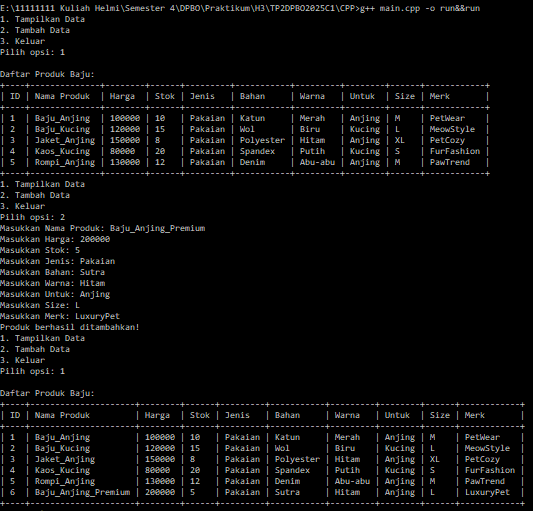 E:\11111111 Kuliah Helmi\Semester 4\DPBO\Praktikum\H3\TP2DPBO2025C1\CPP>g++ main.cpp -o run&&run
1. Tampilkan Data
2. Tambah Data
3. Keluar
Pilih opsi: 1

Daftar Produk Baju:
+----+--------------+--------+------+---------+-----------+----------+--------+------+------------+
| ID | Nama Produk  | Harga  | Stok | Jenis   | Bahan     | Warna    | Untuk  | Size | Merk       |
+----+--------------+--------+------+---------+-----------+----------+--------+------+------------+
| 1  | Baju_Anjing  | 100000 | 10   | Pakaian | Katun     | Merah    | Anjing | M    | PetWear    |
| 2  | Baju_Kucing  | 120000 | 15   | Pakaian | Wol       | Biru     | Kucing | L    | MeowStyle  |
| 3  | Jaket_Anjing | 150000 | 8    | Pakaian | Polyester | Hitam    | Anjing | XL   | PetCozy    |
| 4  | Kaos_Kucing  | 80000  | 20   | Pakaian | Spandex   | Putih    | Kucing | S    | FurFashion |
| 5  | Rompi_Anjing | 130000 | 12   | Pakaian | Denim     | Abu-abu  | Anjing | M    | PawTrend   |
+----+--------------+--------+------+---------+-----------+----------+--------+------+------------+
1. Tampilkan Data
2. Tambah Data
3. Keluar
Pilih opsi: 2
Masukkan Nama Produk: Baju_Anjing_Premium
Masukkan Harga: 200000
Masukkan Stok: 5
Masukkan Jenis: Pakaian
Masukkan Bahan: Sutra
Masukkan Warna: Hitam
Masukkan Untuk: Anjing
Masukkan Size: L
Masukkan Merk: LuxuryPet
Produk berhasil ditambahkan!
1. Tampilkan Data
2. Tambah Data
3. Keluar
Pilih opsi: 1

Daftar Produk Baju:
+----+---------------------+--------+------+---------+-----------+----------+--------+------+------------+
| ID | Nama Produk         | Harga  | Stok | Jenis   | Bahan     | Warna    | Untuk  | Size | Merk       |
+----+---------------------+--------+------+---------+-----------+----------+--------+------+------------+
| 1  | Baju_Anjing         | 100000 | 10   | Pakaian | Katun     | Merah    | Anjing | M    | PetWear    |
| 2  | Baju_Kucing         | 120000 | 15   | Pakaian | Wol       | Biru     | Kucing | L    | MeowStyle  |
| 3  | Jaket_Anjing        | 150000 | 8    | Pakaian | Polyester | Hitam    | Anjing | XL   | PetCozy    |
| 4  | Kaos_Kucing         | 80000  | 20   | Pakaian | Spandex   | Putih    | Kucing | S    | FurFashion |
| 5  | Rompi_Anjing        | 130000 | 12   | Pakaian | Denim     | Abu-abu  | Anjing | M    | PawTrend   |
| 6  | Baju_Anjing_Premium | 200000 | 5    | Pakaian | Sutra     | Hitam    | Anjing | L    | LuxuryPet  |
+----+---------------------+--------+------+---------+-----------+----------+--------+------+------------+